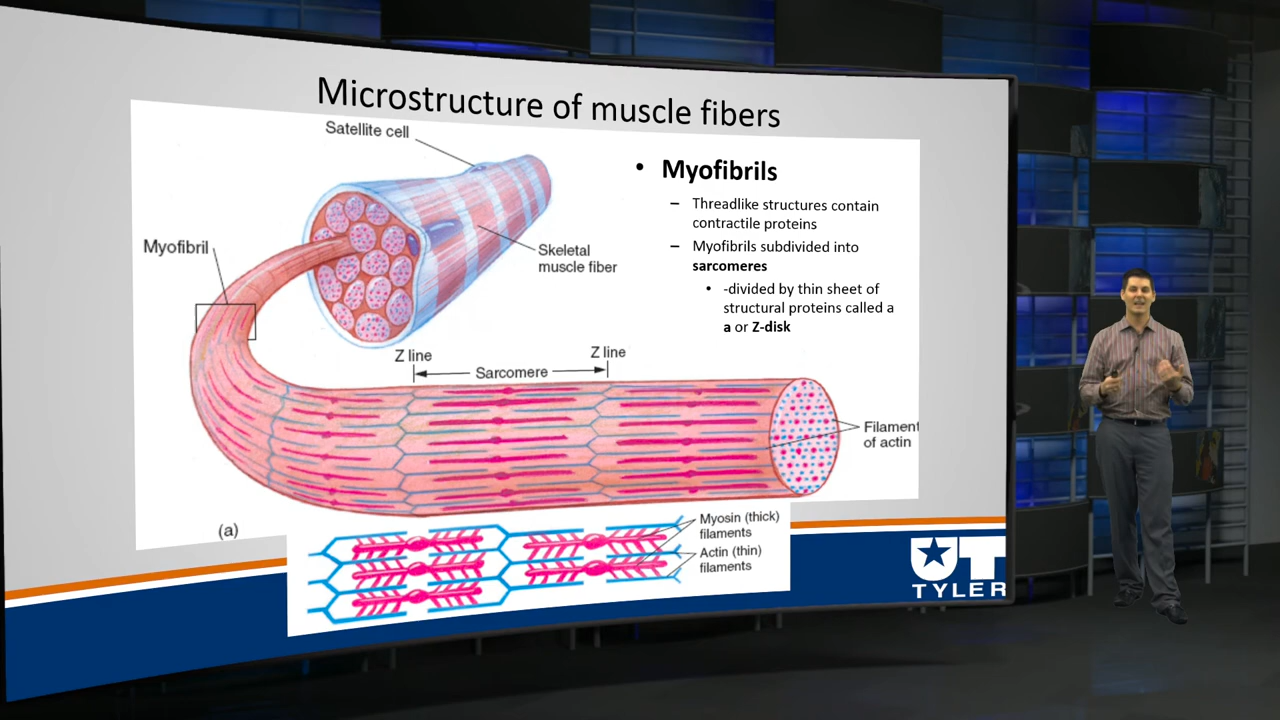 Microstructure of muscle fibers
Satellite cell
Myofibril
Skeletal
muscle fiber
• Myofibrils
– Threadlike structures contain
contractile proteins
– Myofibrils subdivided into
sarcomeres
• -divided by thin sheet of
structural proteins called a
a or Z-disk
Z line
Sarcomere
Z line
Filament
of actin
(a)
Myosin (thick)
filaments
Actin (thin)
filaments
UT
TYLER